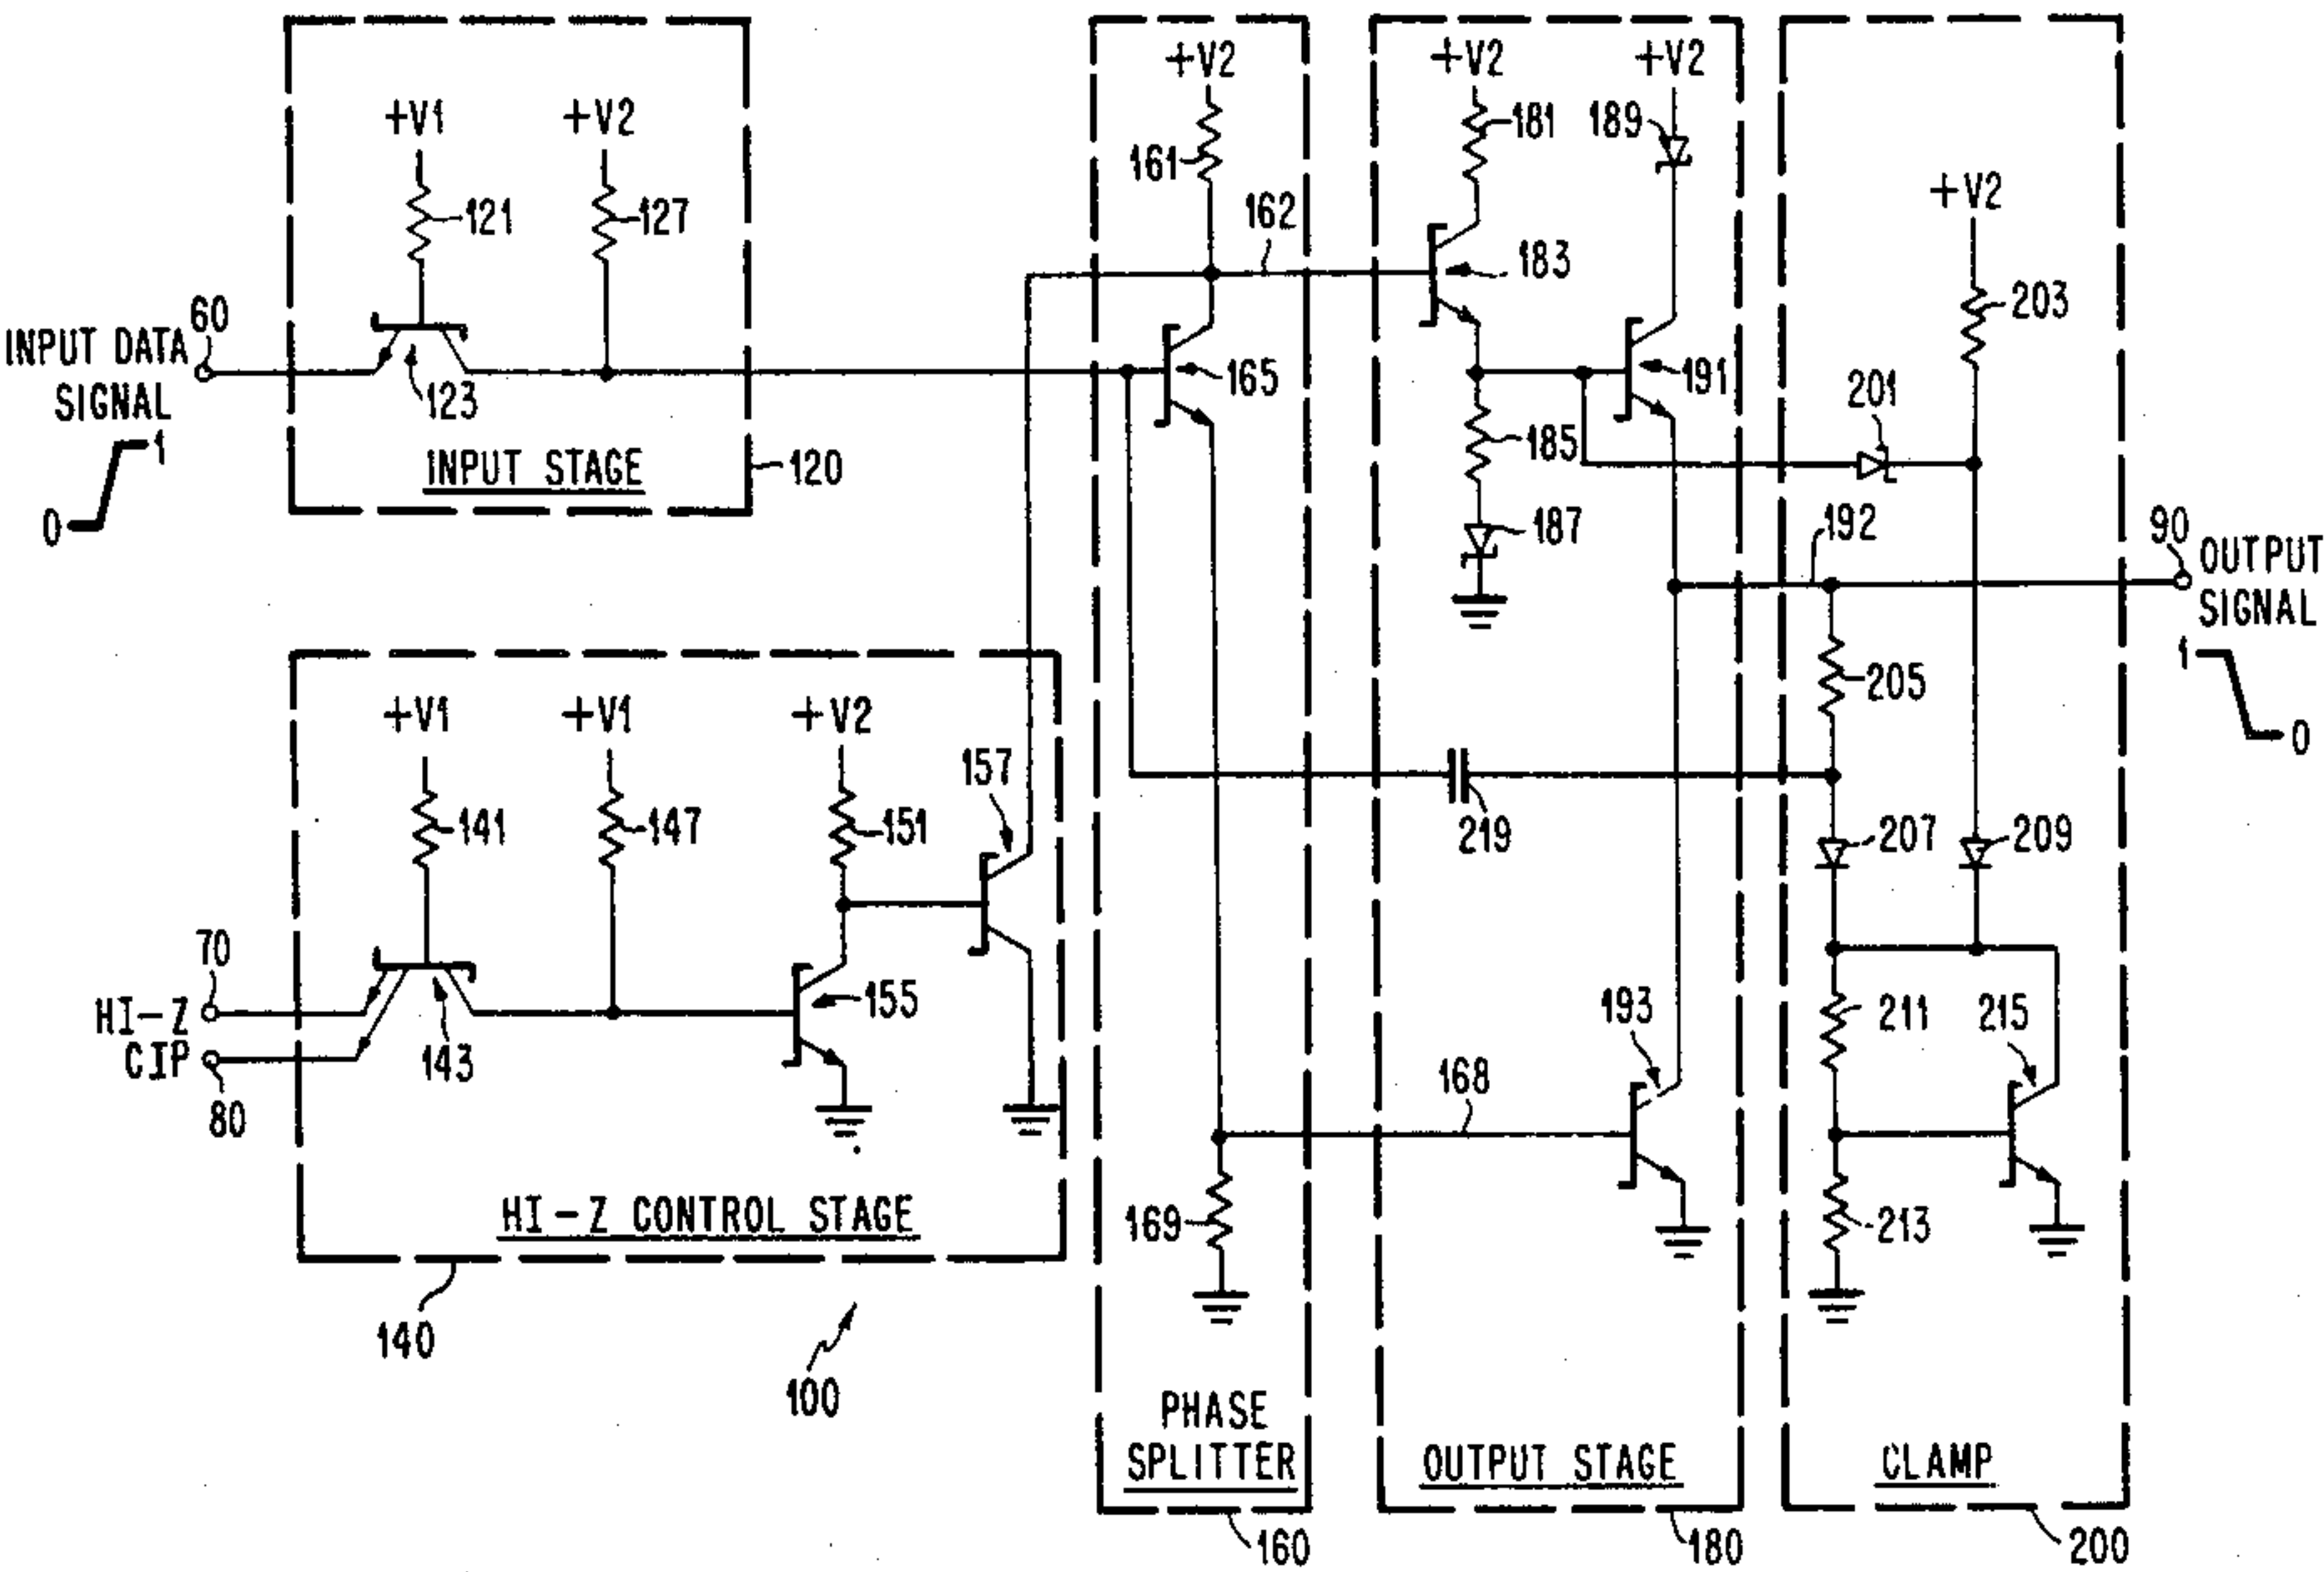 +V1
+V2
121
127
60
INPUT DATA
SIGNAL
1
0
123
INPUT STAGE
120
+V1
+V1
+V2
141
147
151
157
70
HI-Z
CIP
80
143
155
HI-Z CONTROL STAGE
140
100
+V2
161
162
165
169
PHASE
SPLITTER
160
+V2
+V2
181
189
183
191
185
187
219
168
193
OUTPUT STAGE
180
+V2
203
201
192
90
OUTPUT
SIGNAL
1
0
205
207
209
211
215
213
CLAMP
200